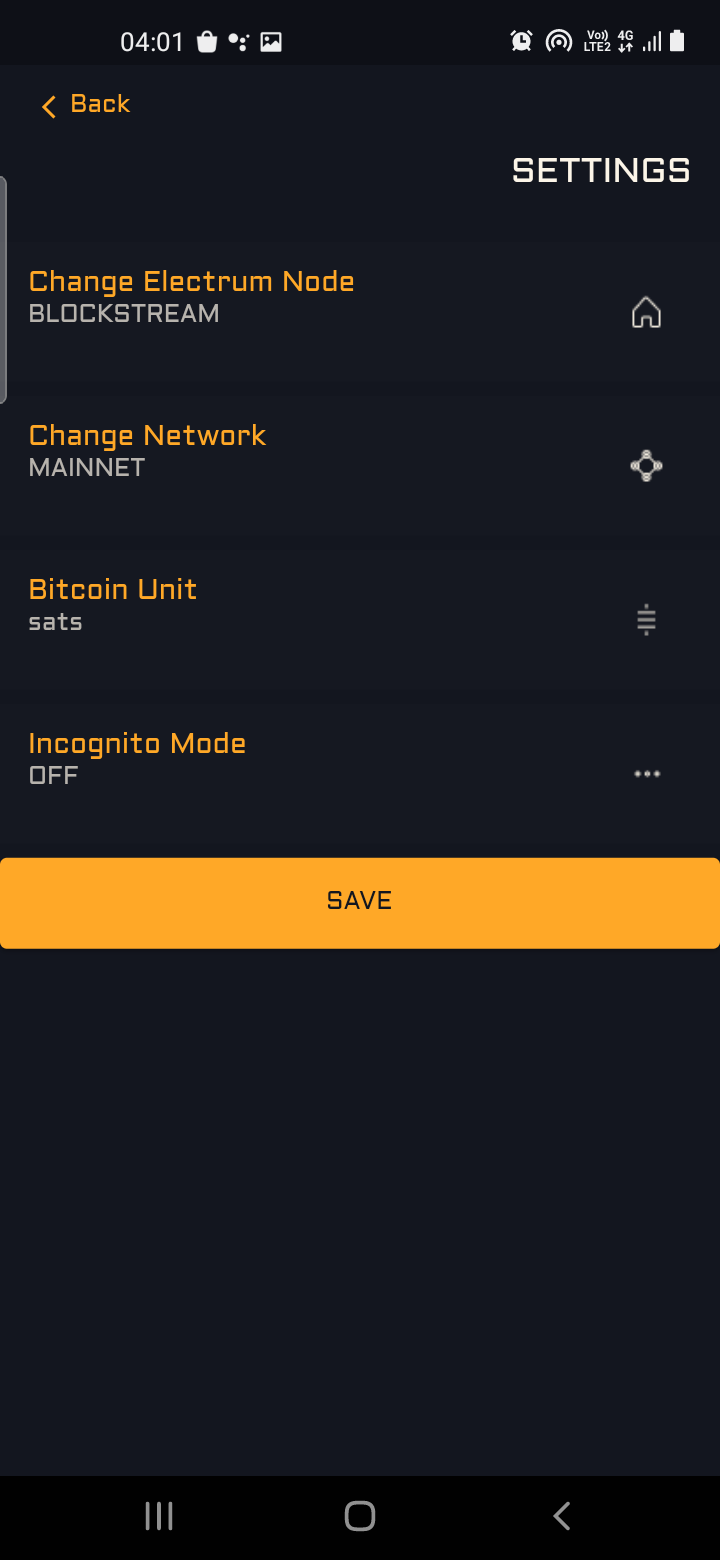 04:01
Vo)) 4G
LTE2
Back
SETTINGS
Change Electrum Node
BLOCKSTREAM
Change Network
MAINNET
Bitcoin Unit
sats
Incognito Mode
OFF
SAVE